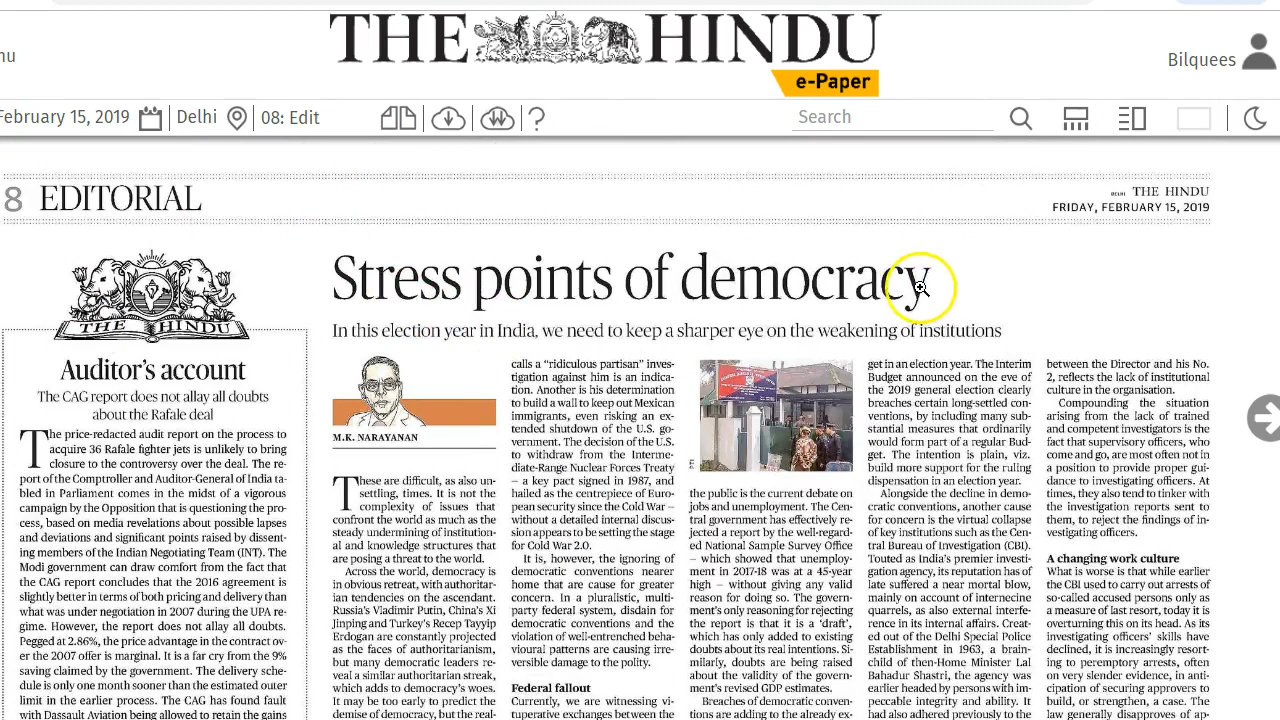 THE HINDU
e-Paper
nu
Bilquees
February 15, 2019
Delhi
08: Edit
?
Search
8 EDITORIAL
DELHI THE HINDU
FRIDAY, FEBRUARY 15, 2019
THE HINDU
Auditor's account
The CAG report does not allay all doubts
about the Rafale deal
The price-redacted audit report on the process to
acquire 36 Rafale fighter jets is unlikely to bring
closure to the controversy over the deal. The re-
port of the Comptroller and Auditor-General of India ta-
bled in Parliament comes in the midst of a vigorous
campaign by the Opposition that is questioning the pro-
cess, based on media revelations about possible lapses
and deviations and significant points raised by dissent-
ing members of the Indian Negotiating Team (INT). The
Modi government can draw comfort from the fact that
the CAG report concludes that the 2016 agreement is
slightly better in terms of both pricing and delivery than
what was under negotiation in 2007 during the UPA re-
gime. However, the report does not allay all doubts.
Pegged at 2.86%, the price advantage in the contract ov-
er the 2007 offer is marginal. It is a far cry from the 9%
saving claimed by the government. The delivery sche-
dule is only one month sooner than the estimated outer
limit in the earlier process. The CAG has found fault
with Dassault Aviation being allowed to retain the gains
Stress points of democracy
In this election year in India, we need to keep a sharper eye on the weakening of institutions
M.K. NARAYANAN
These are difficult, as also un-
settling, times. It is not the
complexity of issues that
confront the world as much as the
steady undermining of institution-
al and knowledge structures that
are posing a threat to the world.
Across the world, democracy is
in obvious retreat, with authoritar-
ian tendencies on the ascendant.
Russia's Vladimir Putin, China's Xi
Jinping and Turkey's Recep Tayyip
Erdogan are constantly projected
as the faces of authoritarianism,
but many democratic leaders re-
veal a similar authoritarian streak,
which adds to democracy's woes.
It may be too early to predict the
demise of democracy, but the real-
calls a "ridiculous partisan" inves-
tigation against him is an indica-
tion. Another is his determination
to build a wall to keep out Mexican
immigrants, even risking an ex-
tended shutdown of the U.S. go-
vernment. The decision of the U.S.
to withdraw from the Interme-
diate-Range Nuclear Forces Treaty
– a key pact signed in 1987, and
hailed as the centrepiece of Euro-
pean security since the Cold War –
without a detailed internal discus-
sion appears to be setting the stage
for Cold War 2.0.
It is, however, the ignoring of
democratic conventions nearer
home that are cause for greater
concern. In a pluralistic, multi-
party federal system, disdain for
democratic conventions and the
violation of well-entrenched beha-
vioural patterns are causing irre-
versible damage to the polity.
Federal fallout
Currently, we are witnessing vi-
tuperative exchanges between the
PTI
the public is the current debate on
jobs and unemployment. The Cen-
tral government has effectively re-
jected a report by the well-regard-
ed National Sample Survey Office
– which showed that unemploy-
ment in 2017-18 was at a 45-year
high – without giving any valid
reason for doing so. The govern-
ment's only reasoning for rejecting
the report is that it is a 'draft',
which has only added to existing
doubts about its real intentions. Si-
milarly, doubts are being raised
about the validity of the govern-
ment's revised GDP estimates.
Breaches of democratic conven-
tions are adding to the already ex-
get in an election year. The Interim
Budget announced on the eve of
the 2019 general election clearly
breaches certain long-settled con-
ventions, by including many sub-
stantial measures that ordinarily
would form part of a regular Bud-
get. The intention is plain, viz.
build more support for the ruling
dispensation in an election year.
Alongside the decline in demo-
cratic conventions, another cause
for concern is the virtual collapse
of key institutions such as the Cen-
tral Bureau of Investigation (CBI).
Touted as India's premier investi-
gation agency, its reputation has of
late suffered a near mortal blow,
mainly on account of internecine
quarrels, as also external interfe-
rence in its internal affairs. Creat-
ed out of the Delhi Special Police
Establishment in 1963, a brain-
child of then-Home Minister Lal
Bahadur Shastri, the agency was
earlier headed by persons with im-
peccable integrity and ability. It
had also adhered previously to the
between the Director and his No.
2, reflects the lack of institutional
culture in the organisation.
Compounding the situation
arising from the lack of trained
and competent investigators is the
fact that supervisory officers, who
come and go, are most often not in
a position to provide proper gui-
dance to investigating officers. At
times, they also tend to tinker with
the investigation reports sent to
them, to reject the findings of in-
vestigating officers.
A changing work culture
What is worse is that while earlier
the CBI used to carry out arrests of
so-called accused persons only as
a measure of last resort, today it is
overturning this on its head. As its
investigating officers' skills have
declined, it is increasingly resort-
ing to peremptory arrests, often
on very slender evidence, in anti-
cipation of securing approvers to
build, or strengthen, a case. The
law generally disapproves of ap-